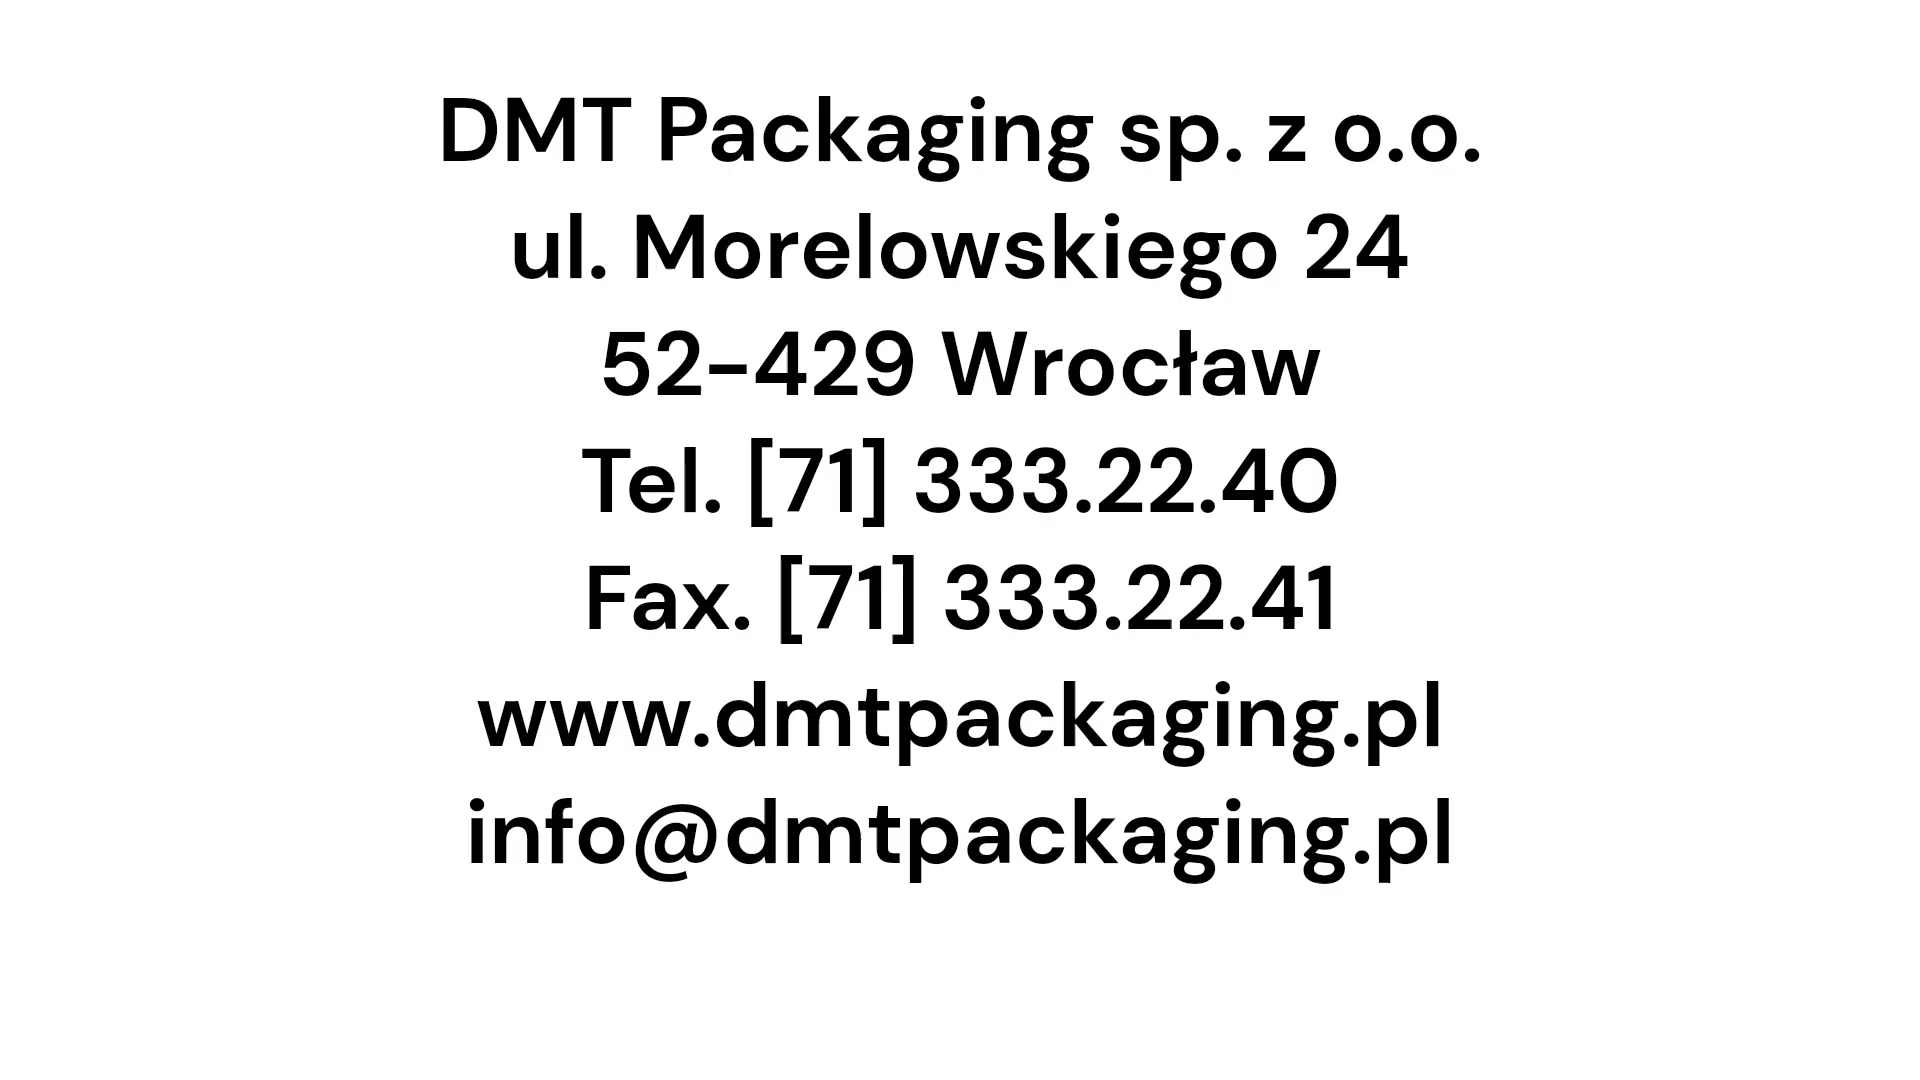 DMT Packaging sp. z o.o.
ul. Morelowskiego 24
52-429 Wrocław
Tel. [71] 333.22.40
Fax. [71] 333.22.41
www.dmtpackaging.pl
info@dmtpackaging.pl